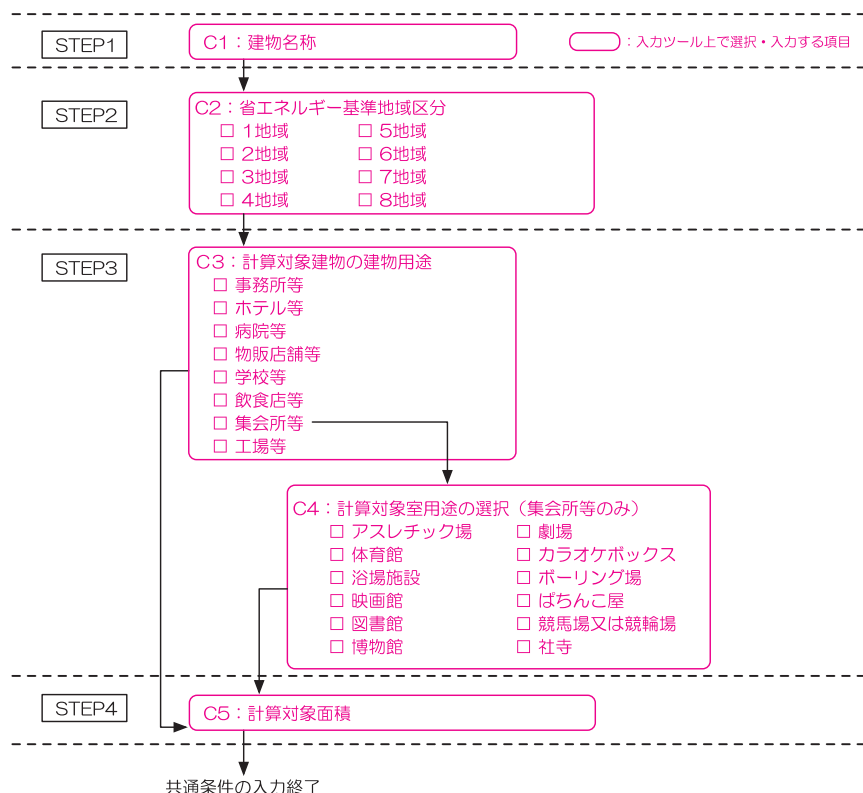 STEP1
C1：建物名称
：入力ツール上で選択・入力する項目
STEP2
C2：省エネルギー基準地域区分
□ 1地域
□ 5地域
□ 2地域
□ 6地域
□ 3地域
□ 7地域
□ 4地域
□ 8地域
STEP3
C3：計算対象建物の建物用途
□ 事務所等
□ ホテル等
□ 病院等
□ 物販店舗等
□ 学校等
□ 飲食店等
□ 集会所等
□ 工場等
C4：計算対象室用途の選択（集会所等のみ）
□ アスレチック場
□ 劇場
□ 体育館
□ カラオケボックス
□ 浴場施設
□ ボーリング場
□ 映画館
□ ぱちんこ屋
□ 図書館
□ 競馬場又は競輪場
□ 博物館
□ 社寺
STEP4
C5：計算対象面積
共通条件の入力終了